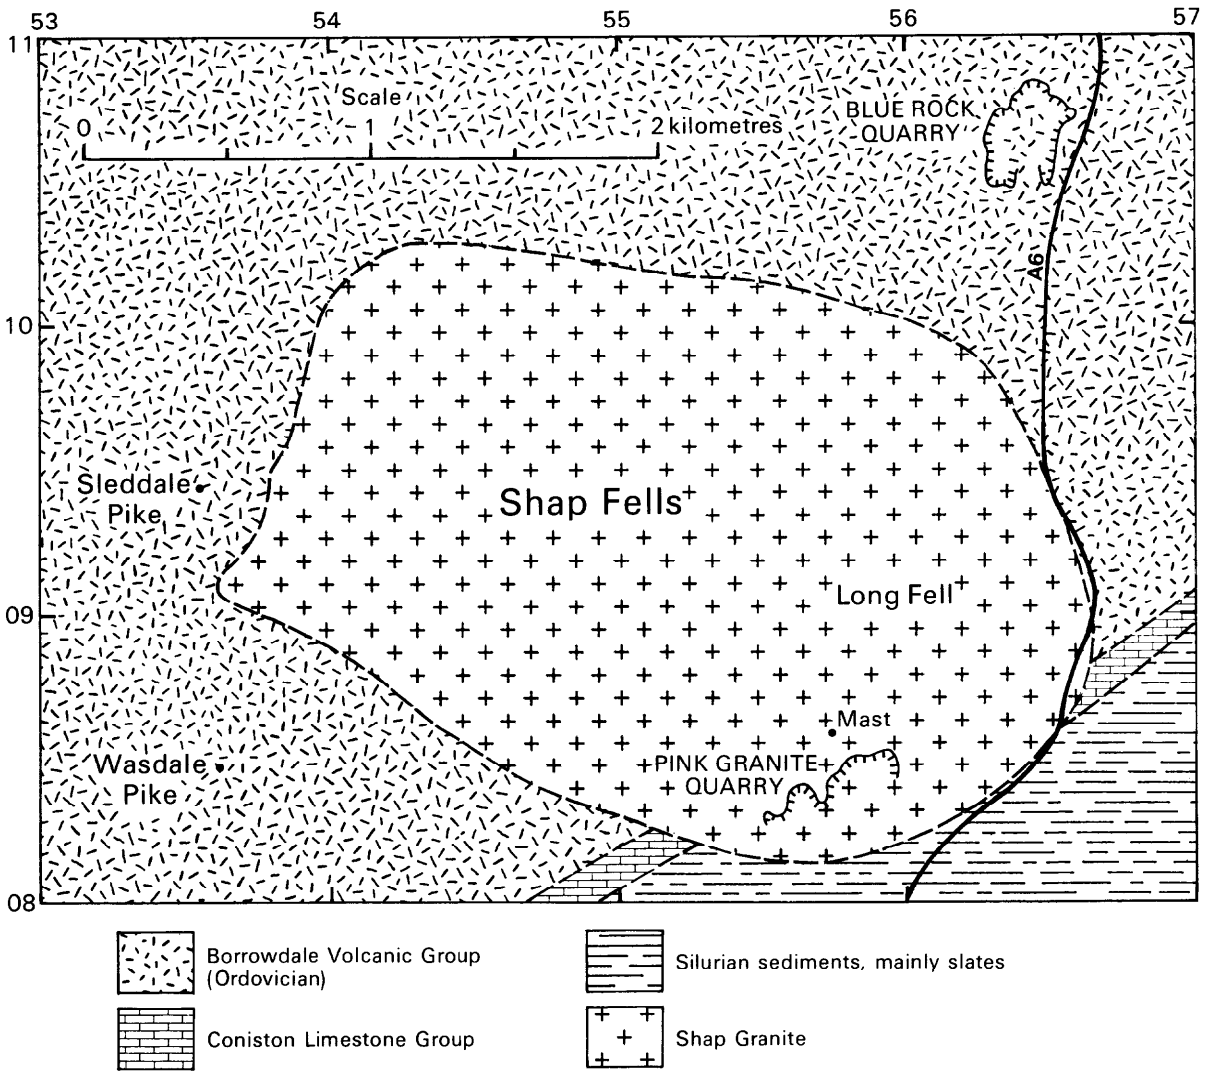 53 54 55 56 57
11
Scale
0 1 2 kilometres
BLUE ROCK
QUARRY
A6
10
Sleddale
Pike
Shap Fells
Long Fell
09
Mast
Wasdale
Pike
PINK GRANITE
QUARRY
08
Borrowdale Volcanic Group
(Ordovician)
Silurian sediments, mainly slates
Coniston Limestone Group
Shap Granite